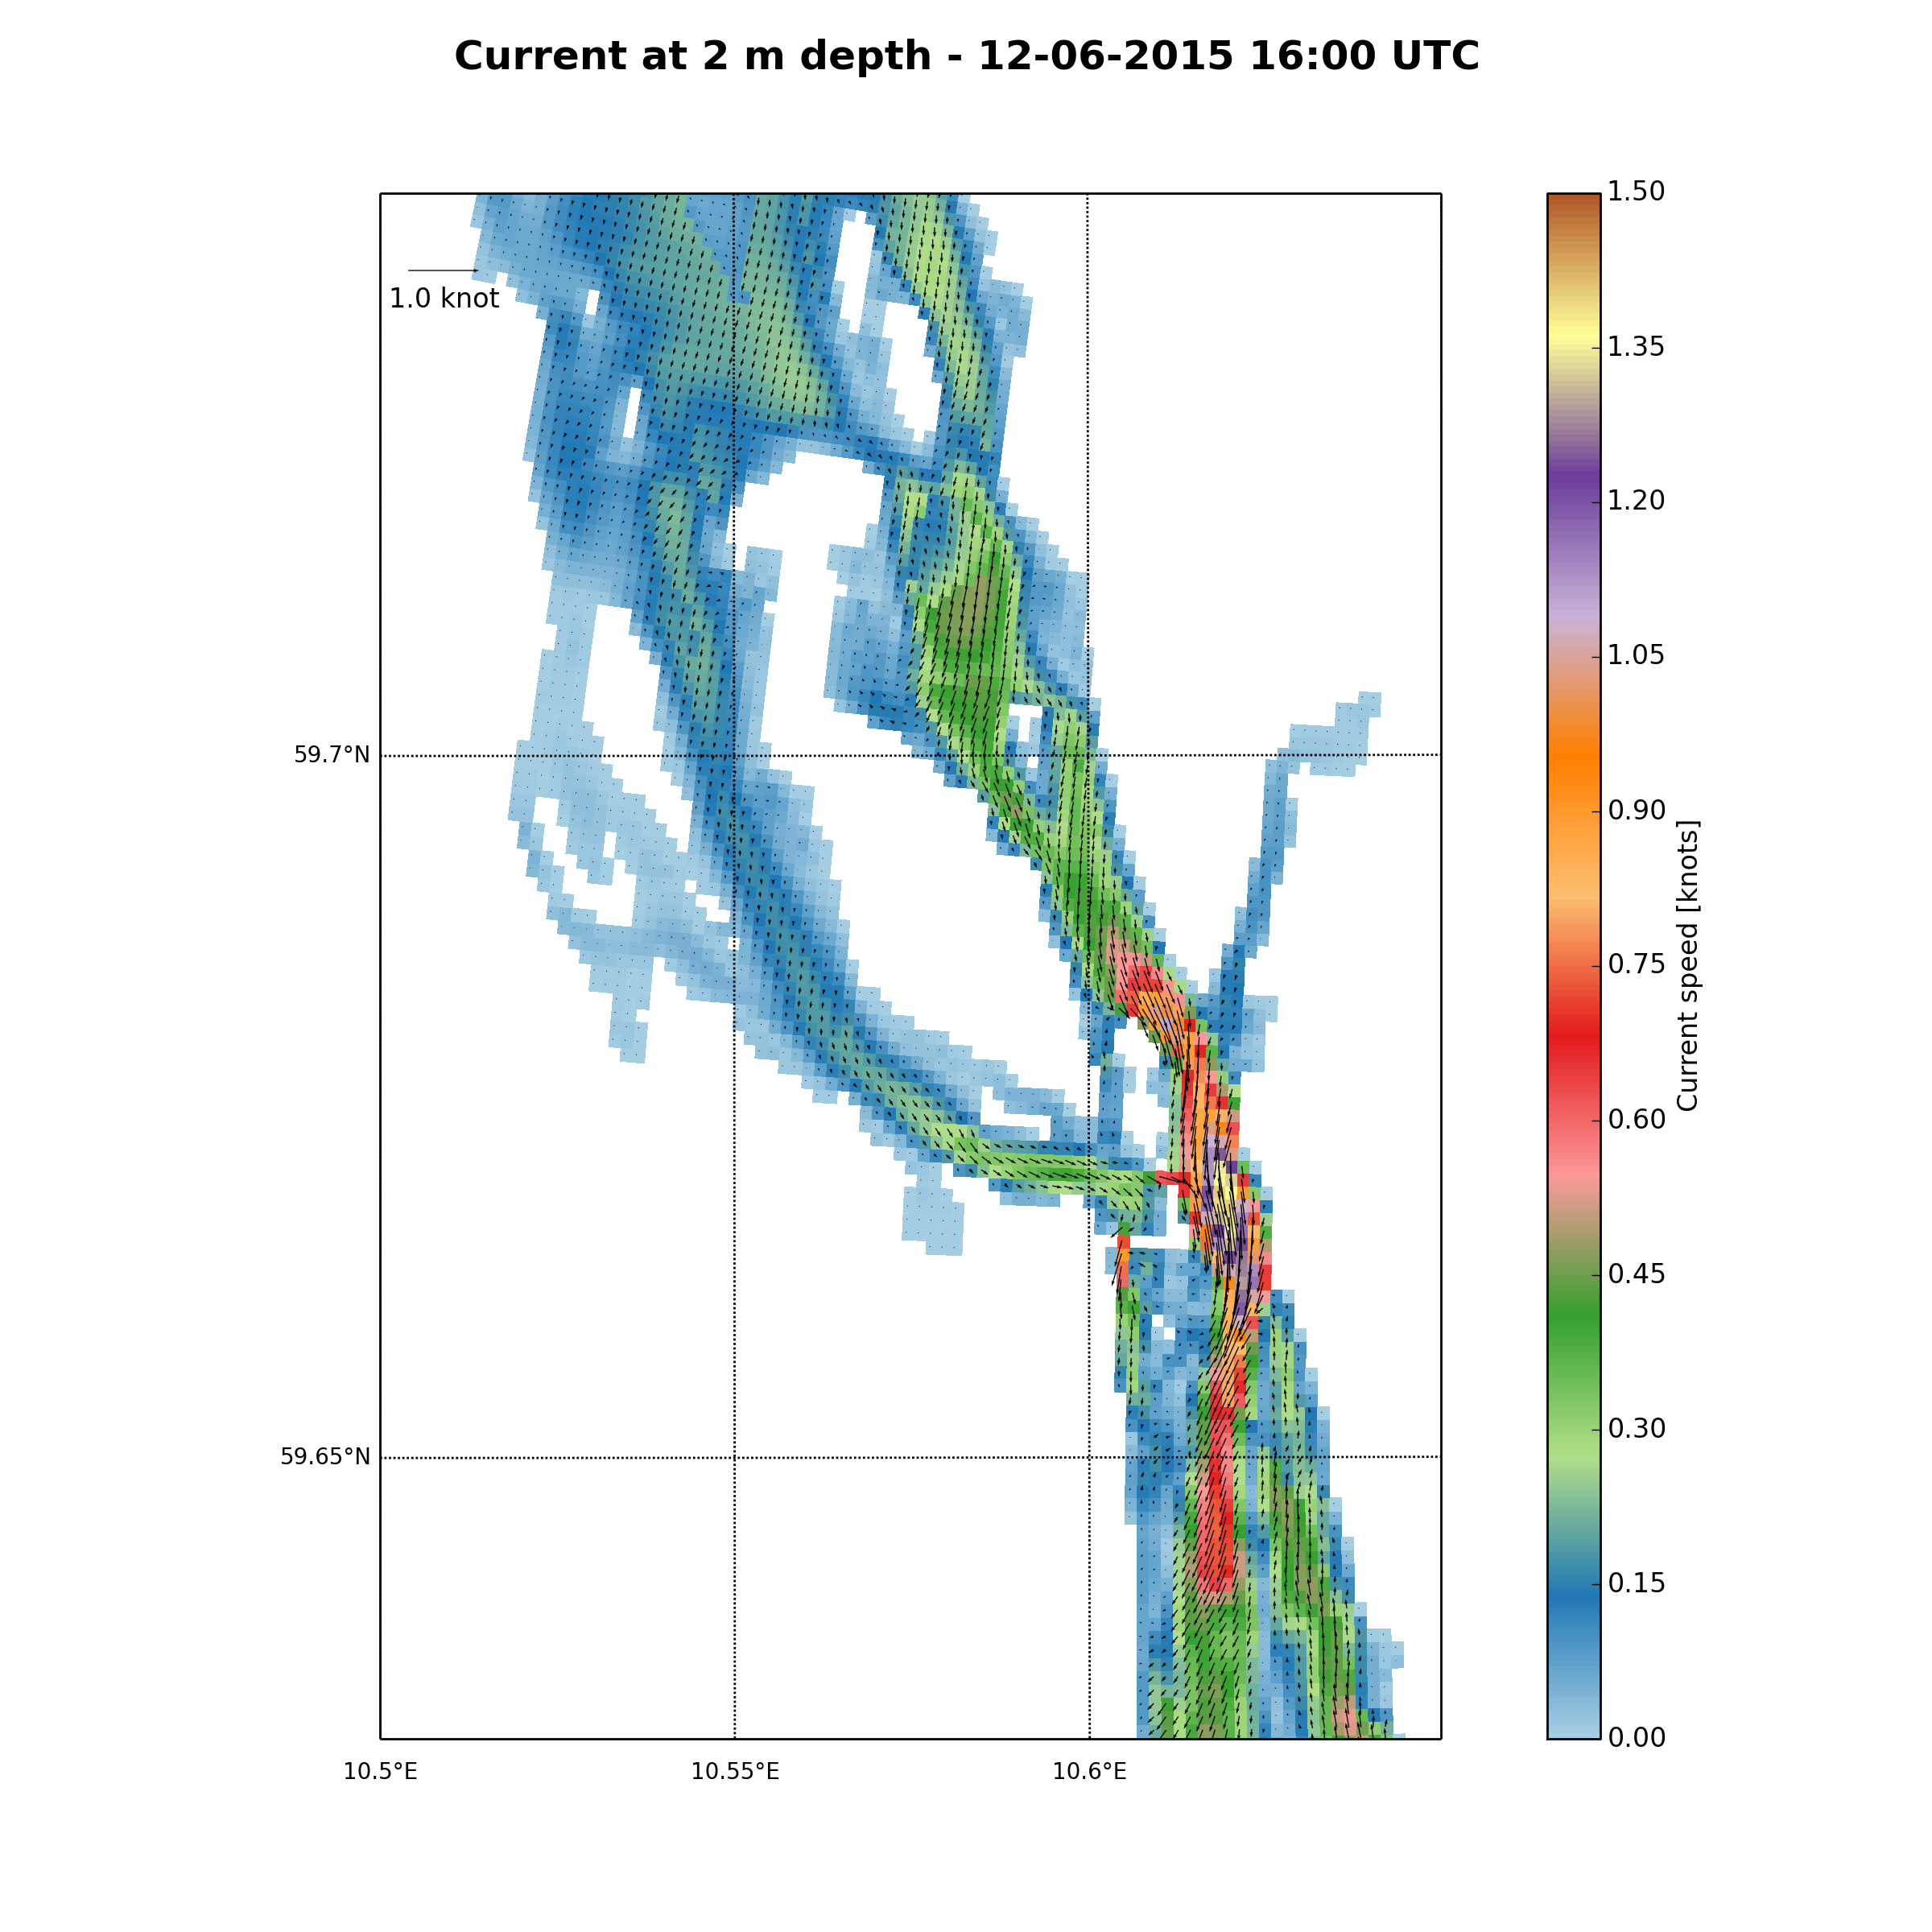 Current at 2 m depth - 12-06-2015 16:00 UTC
1.0 knot
59.7°N
59.65°N
10.5°E
10.55°E
10.6°E
1.50
1.35
1.20
1.05
0.90
0.75
0.60
0.45
0.30
0.15
0.00
Current speed [knots]